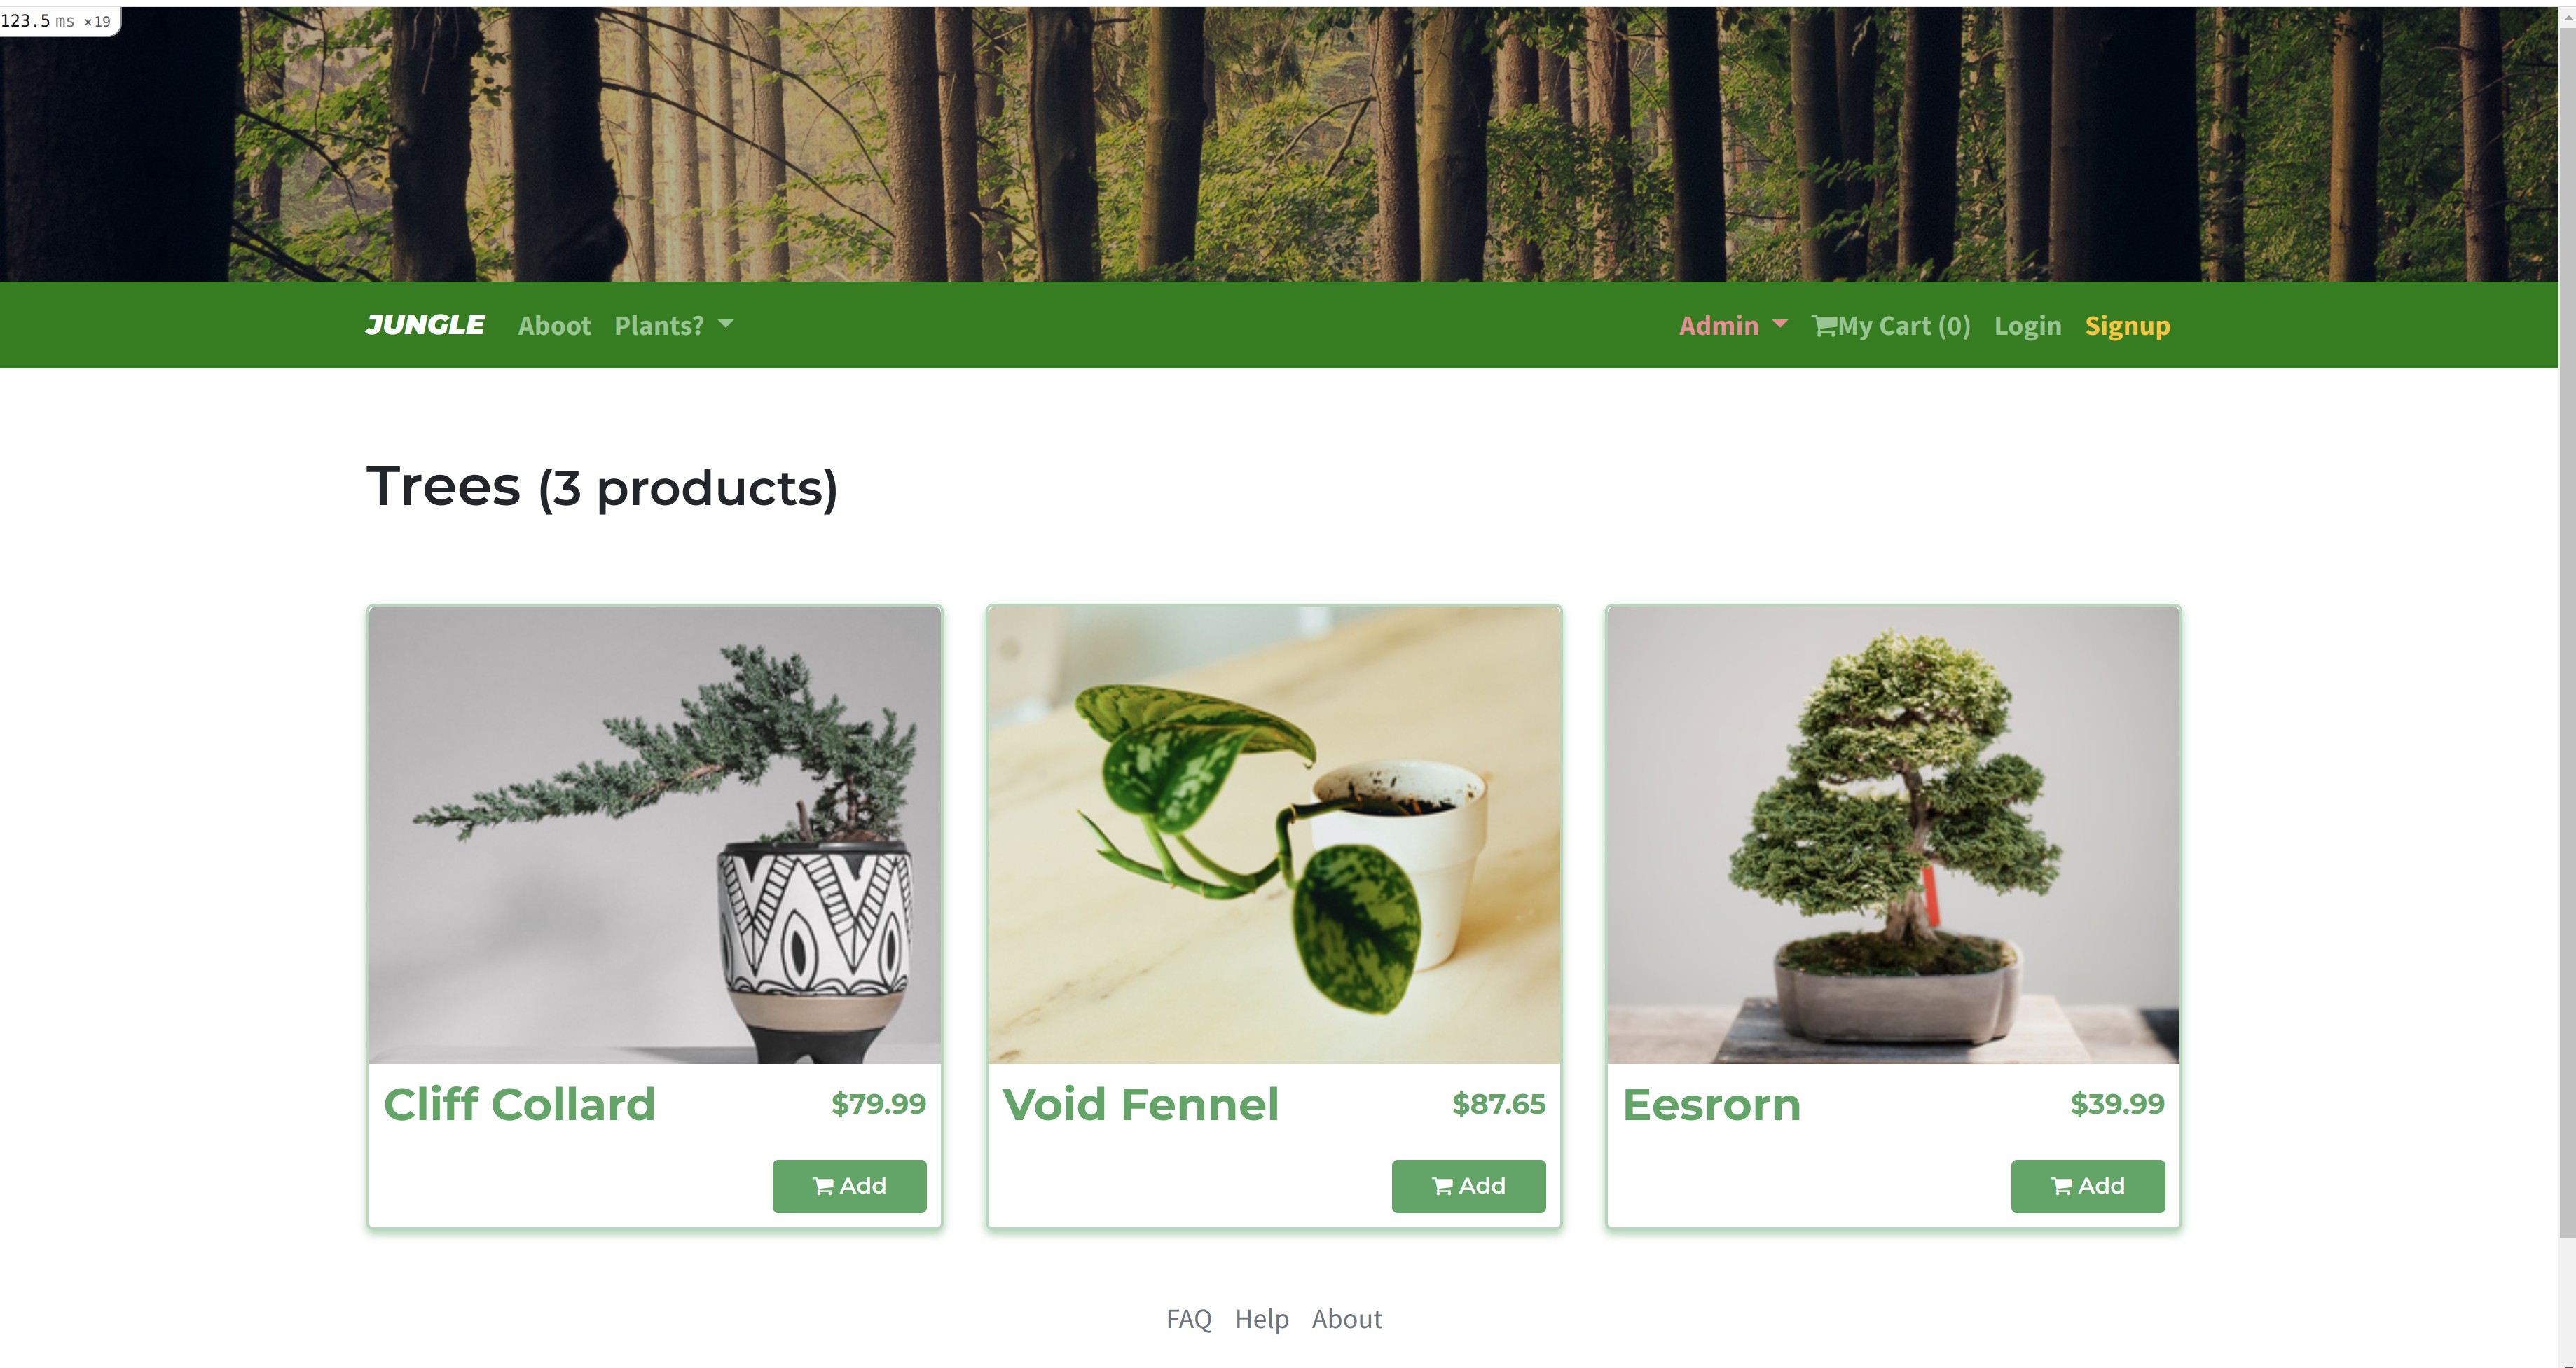 123.5 ms ×19
JUNGLE Aboot Plants? Admin My Cart (0) Login Signup
Trees (3 products)
Cliff Collard $79.99
Add
Void Fennel $87.65
Add
Eesrorn $39.99
Add
FAQ Help About